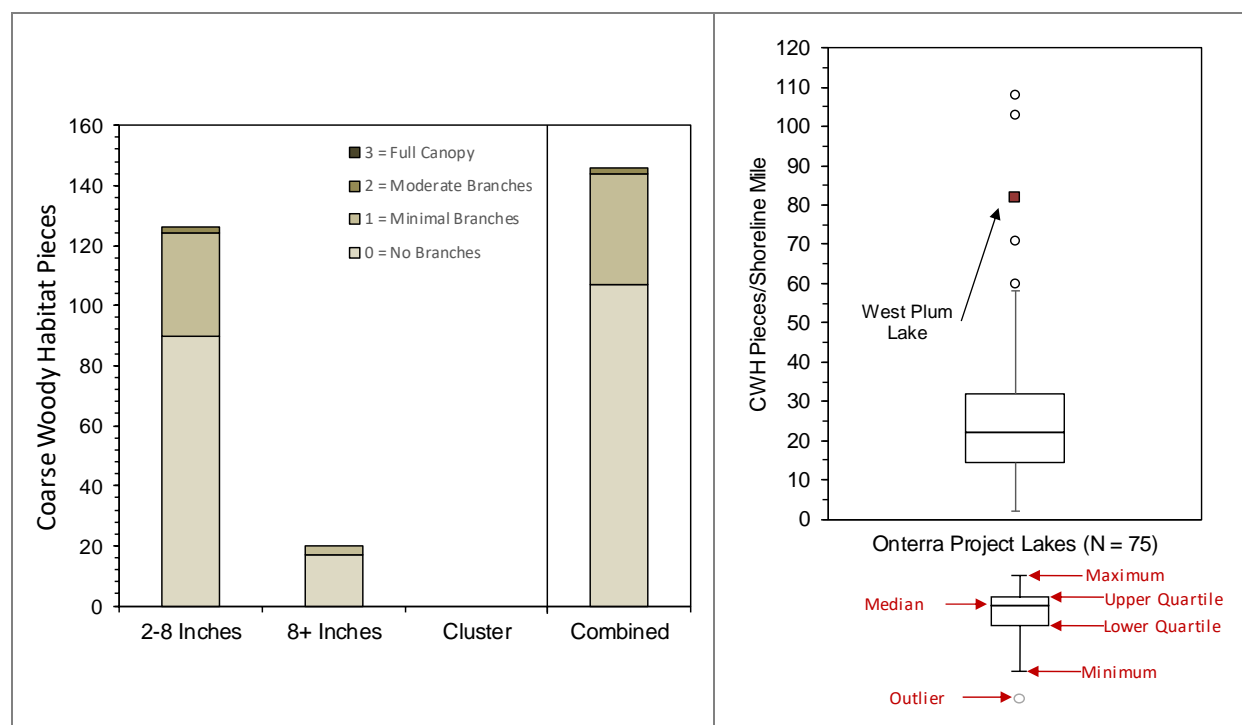 Coarse Woody Habitat Pieces
160
140
120
100
80
60
40
20
0
3 = Full Canopy
2 = Moderate Branches
1 = Minimal Branches
0 = No Branches
2-8 Inches
8+ Inches
Cluster
Combined
CWH Pieces/Shoreline Mile
120
110
100
90
80
70
60
50
40
30
20
10
0
West Plum
Lake
Onterra Project Lakes (N = 75)
Maximum
Upper Quartile
Median
Lower Quartile
Minimum
Outlier